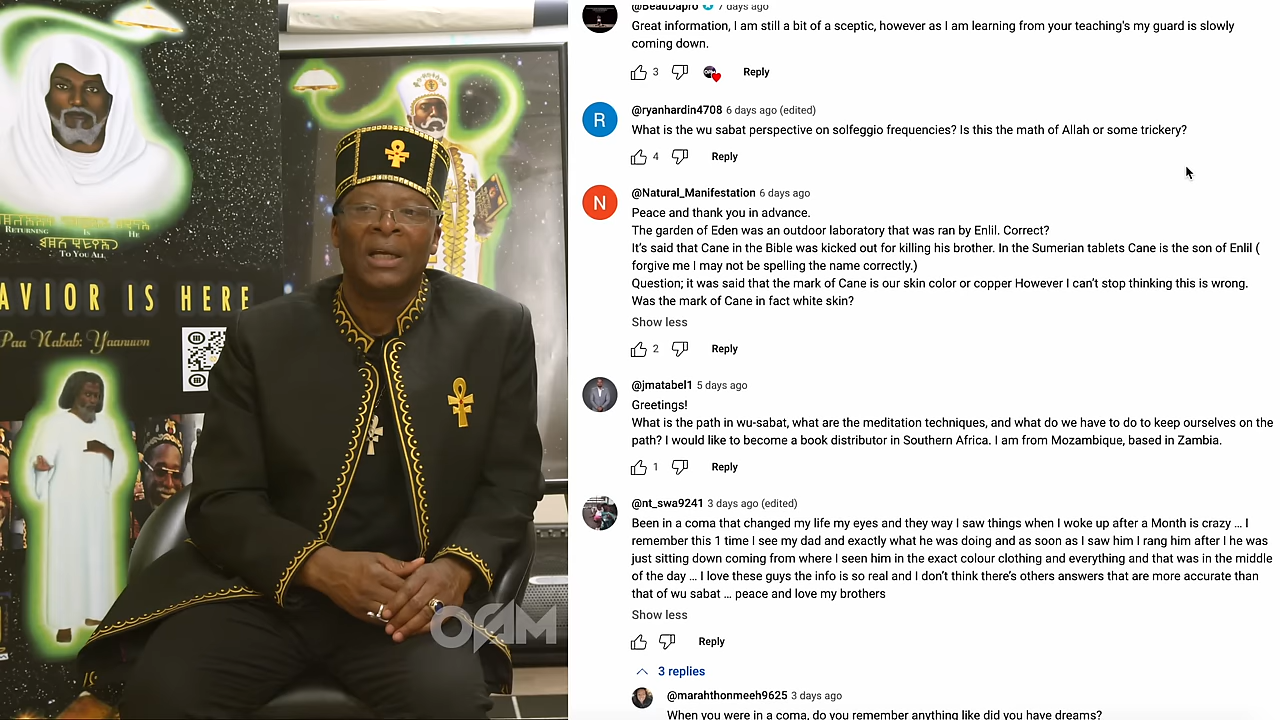 RETURNING IS HE
TO YOU ALL
AVIOR IS HERE
Paa Nabab: Yaanuwn
OFAM
@BeauDapro 7 days ago
Great information, I am still a bit of a sceptic, however as I am learning from your teaching's my guard is slowly
coming down.
3 Reply
R
@ryanhardin4708 6 days ago (edited)
What is the wu sabat perspective on solfeggio frequencies? Is this the math of Allah or some trickery?
4 Reply
N
@Natural_Manifestation 6 days ago
Peace and thank you in advance.
The garden of Eden was an outdoor laboratory that was ran by Enlil. Correct?
It's said that Cane in the Bible was kicked out for killing his brother. In the Sumerian tablets Cane is the son of Enlil (
forgive me I may not be spelling the name correctly.)
Question; it was said that the mark of Cane is our skin color or copper However I can't stop thinking this is wrong.
Was the mark of Cane in fact white skin?
Show less
2 Reply
@jmatabel1 5 days ago
Greetings!
What is the path in wu-sabat, what are the meditation techniques, and what do we have to do to keep ourselves on the
path? I would like to become a book distributor in Southern Africa. I am from Mozambique, based in Zambia.
1 Reply
@nt_swa9241 3 days ago (edited)
Been in a coma that changed my life my eyes and they way I saw things when I woke up after a Month is crazy ... I
remember this 1 time I see my dad and exactly what he was doing and as soon as I saw him I rang him after I he was
just sitting down coming from where I seen him in the exact colour clothing and everything and that was in the middle
of the day ... I love these guys the info is so real and I don't think there's others answers that are more accurate than
that of wu sabat ... peace and love my brothers
Show less
Reply
3 replies
@marahthonmeeh9625 3 days ago
When you were in a coma, do you remember anything like did you have dreams?